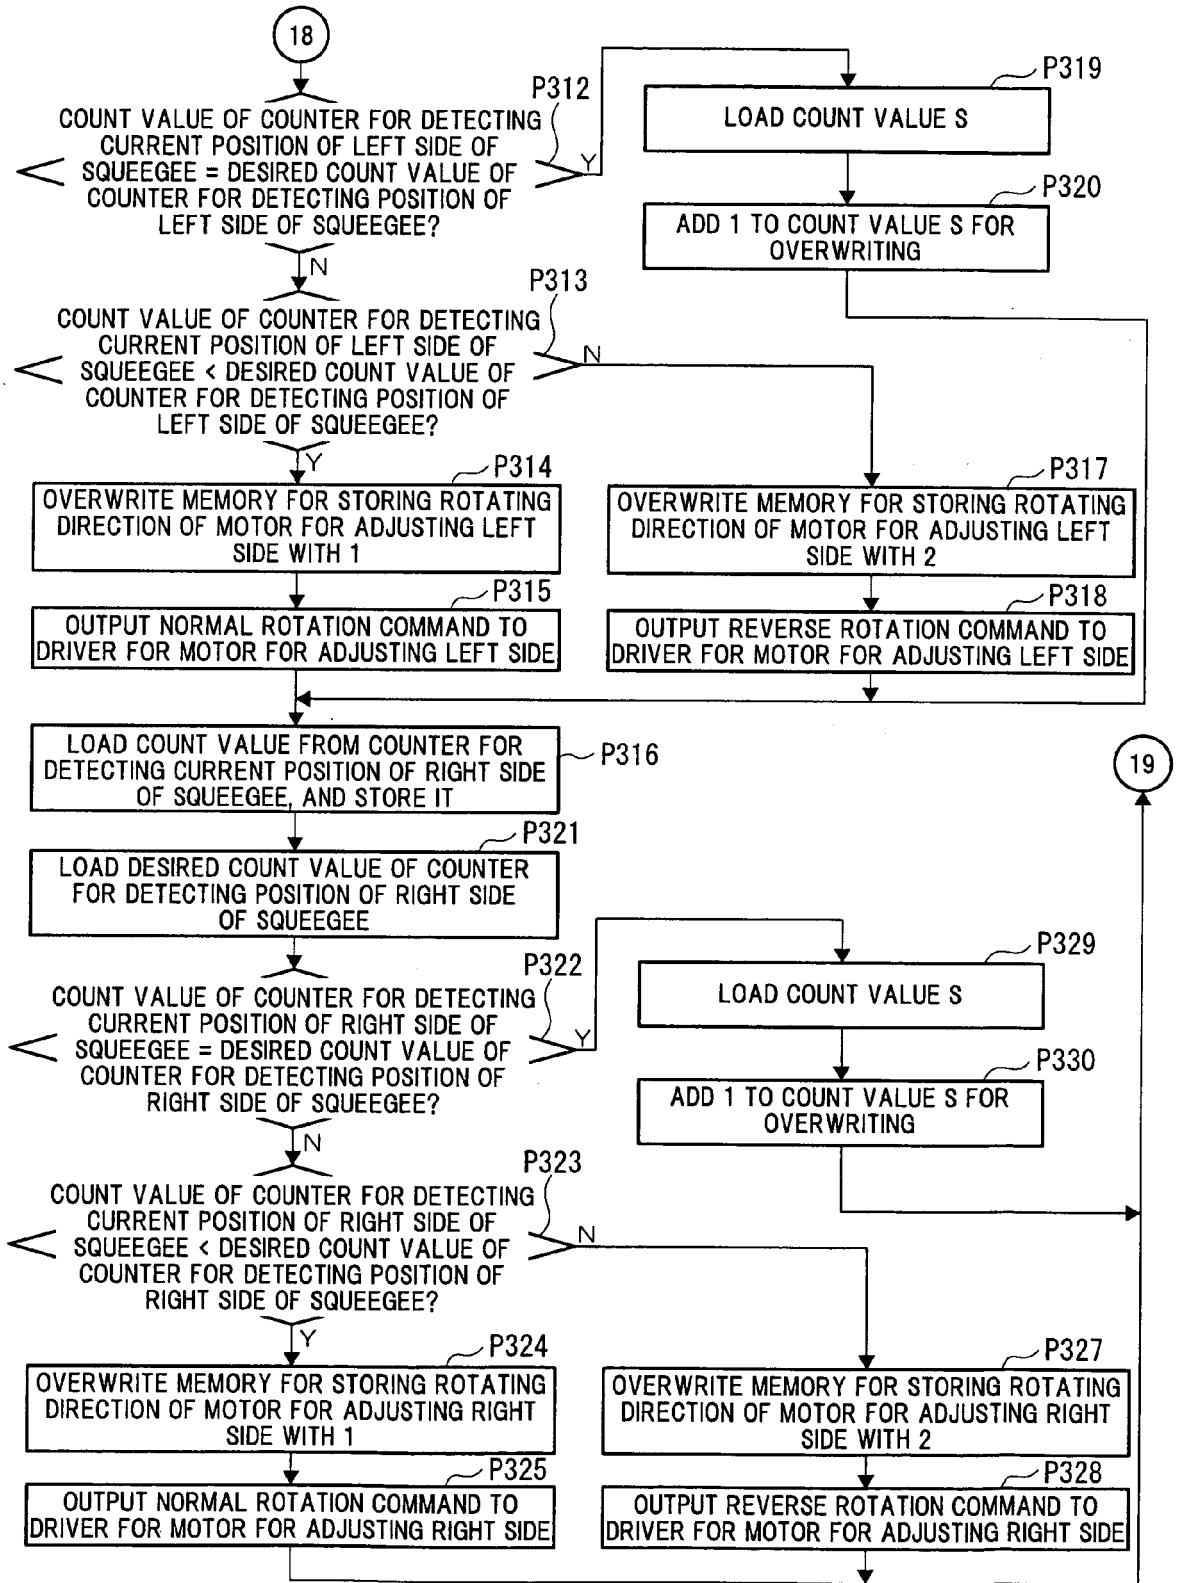 18
P312
COUNT VALUE OF COUNTER FOR DETECTING
CURRENT POSITION OF LEFT SIDE OF
SQUEEGEE = DESIRED COUNT VALUE OF
COUNTER FOR DETECTING POSITION OF
LEFT SIDE OF SQUEEGEE?
Y
N
P319
LOAD COUNT VALUE S
P320
ADD 1 TO COUNT VALUE S FOR
OVERWRITING
P313
COUNT VALUE OF COUNTER FOR DETECTING
CURRENT POSITION OF LEFT SIDE OF
SQUEEGEE < DESIRED COUNT VALUE OF
COUNTER FOR DETECTING POSITION OF
LEFT SIDE OF SQUEEGEE?
N
Y
P314
OVERWRITE MEMORY FOR STORING ROTATING
DIRECTION OF MOTOR FOR ADJUSTING LEFT
SIDE WITH 1
P315
OUTPUT NORMAL ROTATION COMMAND TO
DRIVER FOR MOTOR FOR ADJUSTING LEFT SIDE
P317
OVERWRITE MEMORY FOR STORING ROTATING
DIRECTION OF MOTOR FOR ADJUSTING LEFT
SIDE WITH 2
P318
OUTPUT REVERSE ROTATION COMMAND TO
DRIVER FOR MOTOR FOR ADJUSTING LEFT SIDE
P316
LOAD COUNT VALUE FROM COUNTER FOR
DETECTING CURRENT POSITION OF RIGHT SIDE
OF SQUEEGEE, AND STORE IT
19
P321
LOAD DESIRED COUNT VALUE OF COUNTER
FOR DETECTING POSITION OF RIGHT SIDE
OF SQUEEGEE
P322
COUNT VALUE OF COUNTER FOR DETECTING
CURRENT POSITION OF RIGHT SIDE OF
SQUEEGEE = DESIRED COUNT VALUE OF
COUNTER FOR DETECTING POSITION OF
RIGHT SIDE OF SQUEEGEE?
Y
N
P329
LOAD COUNT VALUE S
P330
ADD 1 TO COUNT VALUE S FOR
OVERWRITING
P323
COUNT VALUE OF COUNTER FOR DETECTING
CURRENT POSITION OF RIGHT SIDE OF
SQUEEGEE < DESIRED COUNT VALUE OF
COUNTER FOR DETECTING POSITION OF
RIGHT SIDE OF SQUEEGEE?
N
Y
P324
OVERWRITE MEMORY FOR STORING ROTATING
DIRECTION OF MOTOR FOR ADJUSTING RIGHT
SIDE WITH 1
P325
OUTPUT NORMAL ROTATION COMMAND TO
DRIVER FOR MOTOR FOR ADJUSTING RIGHT SIDE
P327
OVERWRITE MEMORY FOR STORING ROTATING
DIRECTION OF MOTOR FOR ADJUSTING RIGHT
SIDE WITH 2
P328
OUTPUT REVERSE ROTATION COMMAND TO
DRIVER FOR MOTOR FOR ADJUSTING RIGHT SIDE